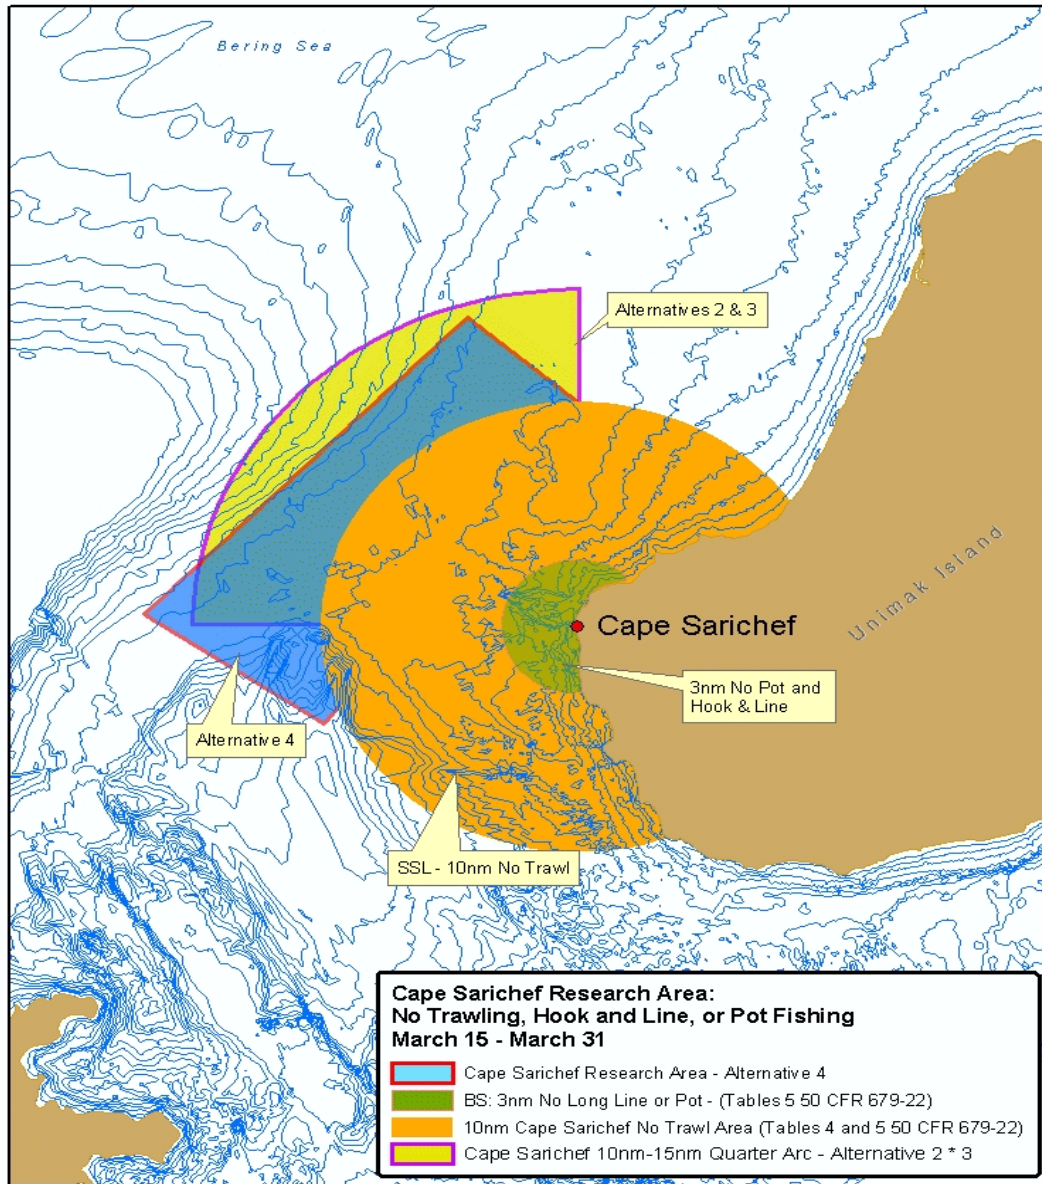 Bering Sea
Alternatives 2 & 3
Unimak Island
Cape Sarichef
3nm No Pot and
Hook & Line
Alternative 4
SSL - 10nm No Trawl
Cape Sarichef Research Area:
No Trawling, Hook and Line, or Pot Fishing
March 15 - March 31
Cape Sarichef Research Area - Alternative 4
BS: 3nm No Long Line or Pot - (Tables 5 50 CFR 679-22)
10nm Cape Sarichef No Trawl Area (Tables 4 and 5 50 CFR 679-22)
Cape Sarichef 10nm-15nm Quarter Arc - Alternative 2 * 3